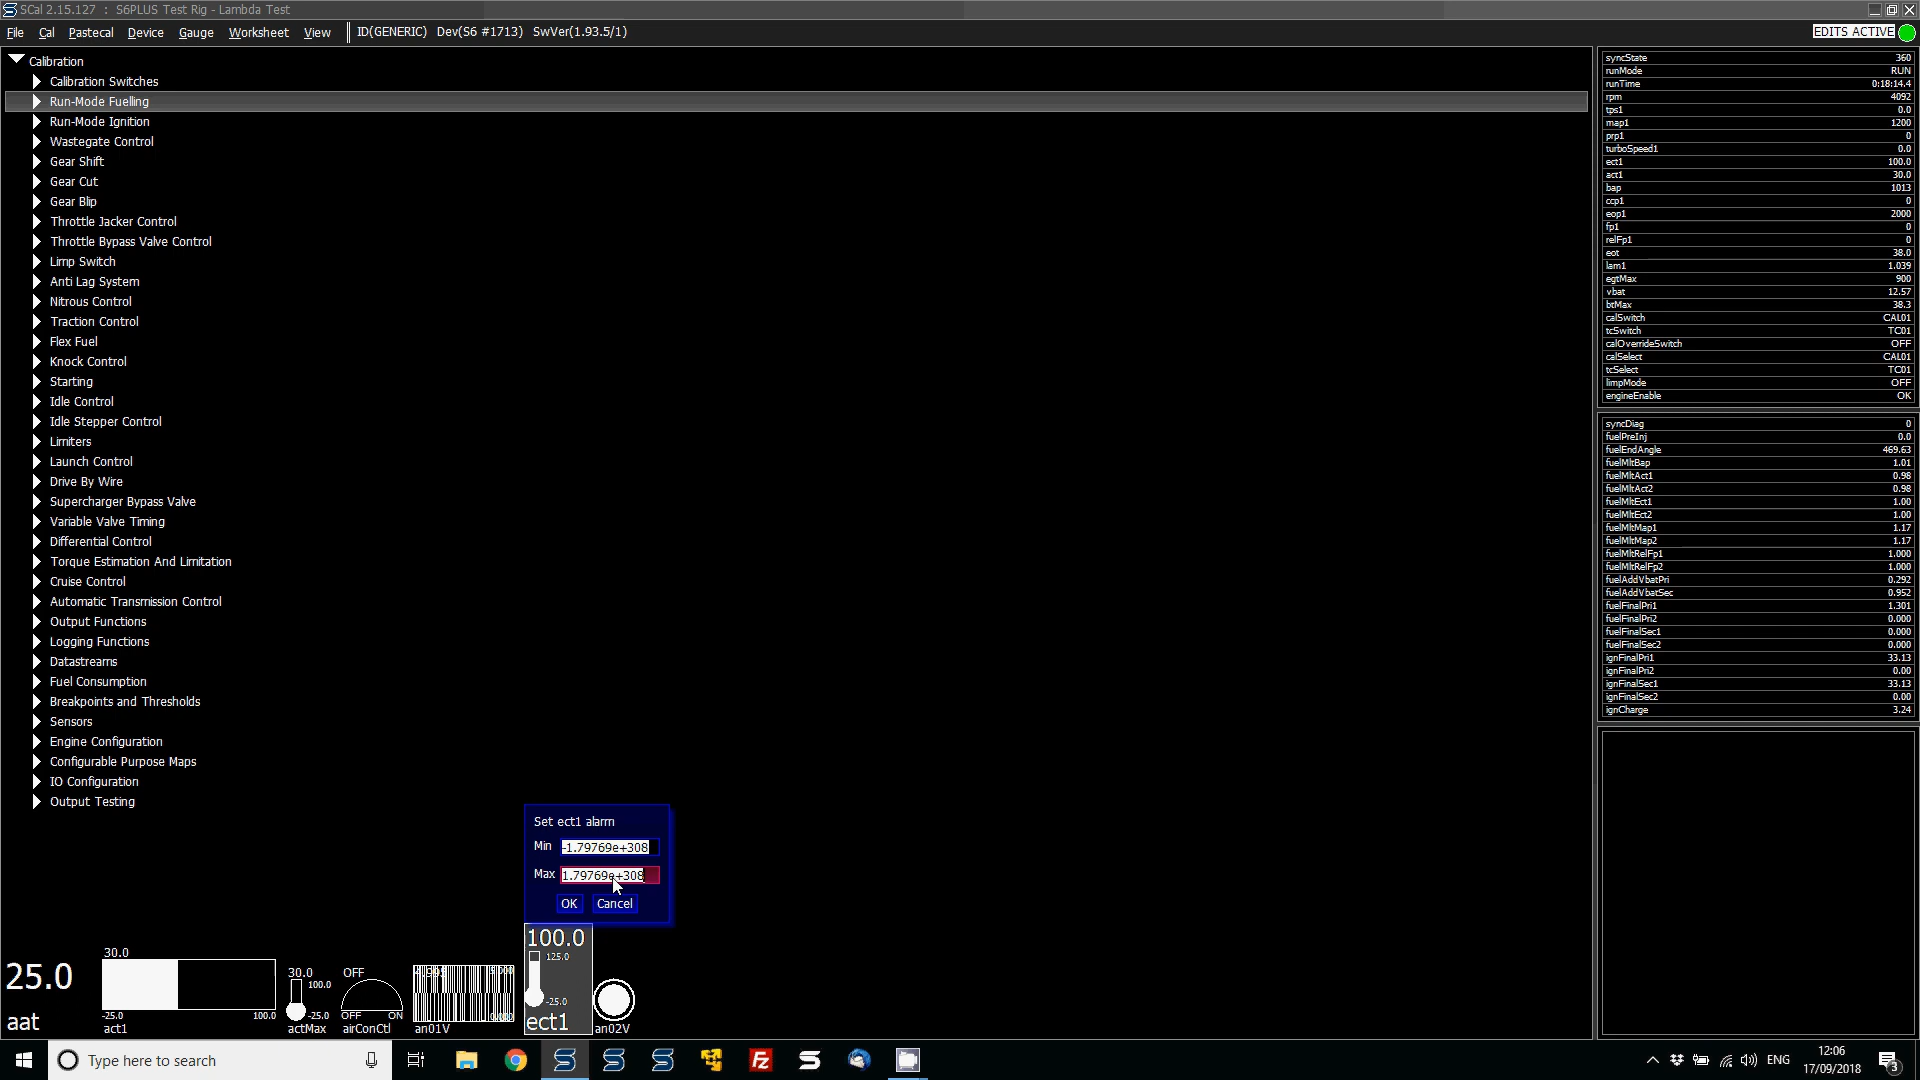 SCal 2.15.127 : S6PLUS Test Rig - Lambda Test
File Cal Pastecal Device Gauge Worksheet View ID(GENERIC) Dev(S6 #1713) SwVer(1.93.5/1) EDITS ACTIVE
Calibration
Calibration Switches
Run-Mode Fuelling
Run-Mode Ignition
Wastegate Control
Gear Shift
Gear Cut
Gear Blip
Throttle Jacker Control
Throttle Bypass Valve Control
Limp Switch
Anti Lag System
Nitrous Control
Traction Control
Flex Fuel
Knock Control
Starting
Idle Control
Idle Stepper Control
Limiters
Launch Control
Drive By Wire
Supercharger Bypass Valve
Variable Valve Timing
Differential Control
Torque Estimation And Limitation
Cruise Control
Automatic Transmission Control
Output Functions
Logging Functions
Datastreams
Fuel Consumption
Breakpoints and Thresholds
Sensors
Engine Configuration
Configurable Purpose Maps
IO Configuration
Output Testing
syncState 360
runMode RUN
runTime 0:18:14.4
rpm 4092
tps1 0.0
map1 1200
prp1 0
turboSpeed1 0.0
ect1 100.0
act1 30.0
bap 1013
ccp1 0
eop1 2000
fp1 0
relFp1 0
eot 38.0
lam1 1.039
egtMax 900
vbat 12.57
btMax 38.3
calSwitch CAL01
tcSwitch TC01
calOverrideSwitch OFF
calSelect CAL01
tcSelect TC01
limpMode OFF
engineEnable OK
syncDiag 0
fuelPreInj 0.0
fuelEndAngle 469.63
fuelMltBap 1.01
fuelMltAct1 0.98
fuelMltAct2 0.98
fuelMltEct1 1.00
fuelMltEct2 1.00
fuelMltMap1 1.17
fuelMltMap2 1.17
fuelMltRelFp1 1.000
fuelMltRelFp2 1.000
fuelAddVbatPri 0.292
fuelAddVbatSec 0.952
fuelFinalPri1 1.301
fuelFinalPri2 0.000
fuelFinalSec1 0.000
fuelFinalSec2 0.000
ignFinalPri1 33.13
ignFinalPri2 0.00
ignFinalSec1 33.13
ignFinalSec2 0.00
ignCharge 3.24
Set ect1 alarm
Min -1.79769e+308
Max 1.79769e+308
OK Cancel
25.0
aat
30.0
-25.0 100.0
act1
30.0
100.0
-25.0
actMax
OFF
OFF ON
airConCtl
an01V
100.0
125.0
-25.0
ect1
an02V
Type here to search
ENG
12:06
17/09/2018
3